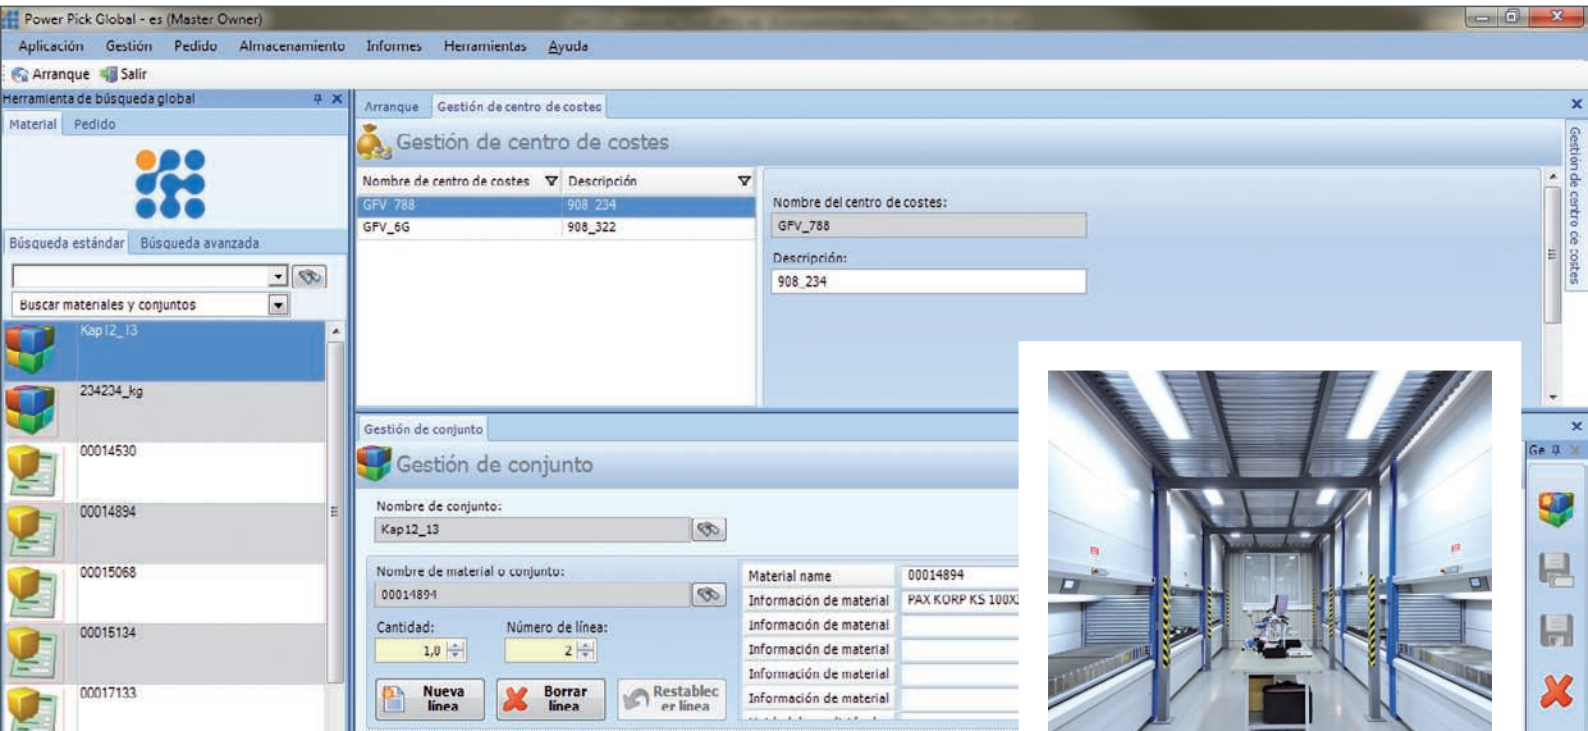 Power Pick Global - es (Master Owner)
Aplicación Gestión Pedido Almacenamiento Informes Herramientas Ayuda
Arranque Salir
Herramienta de búsqueda global
Material Pedido
Búsqueda estándar Búsqueda avanzada
Buscar materiales y conjuntos
Kap12_13
234234_kg
00014530
00014894
00015068
00015134
00017133
Arranque Gestión de centro de costes
Gestión de centro de costes
Nombre de centro de costes Descripción
GFV_788 908_234
GFV_6G 908_322
Nombre del centro de costes:
GFV_788
Descripción:
908_234
Gestión de centro de costes
Gestión de conjunto
Gestión de conjunto
Nombre de conjunto:
Kap12_13
Nombre de material o conjunto:
00014894
Cantidad: Número de línea:
1,0 2
Nueva línea
Borrar línea
Restablec er línea
Material name 00014894
Información de material PAX KORP KS 100X
Información de material
Información de material
Información de material
Información de material
Ge